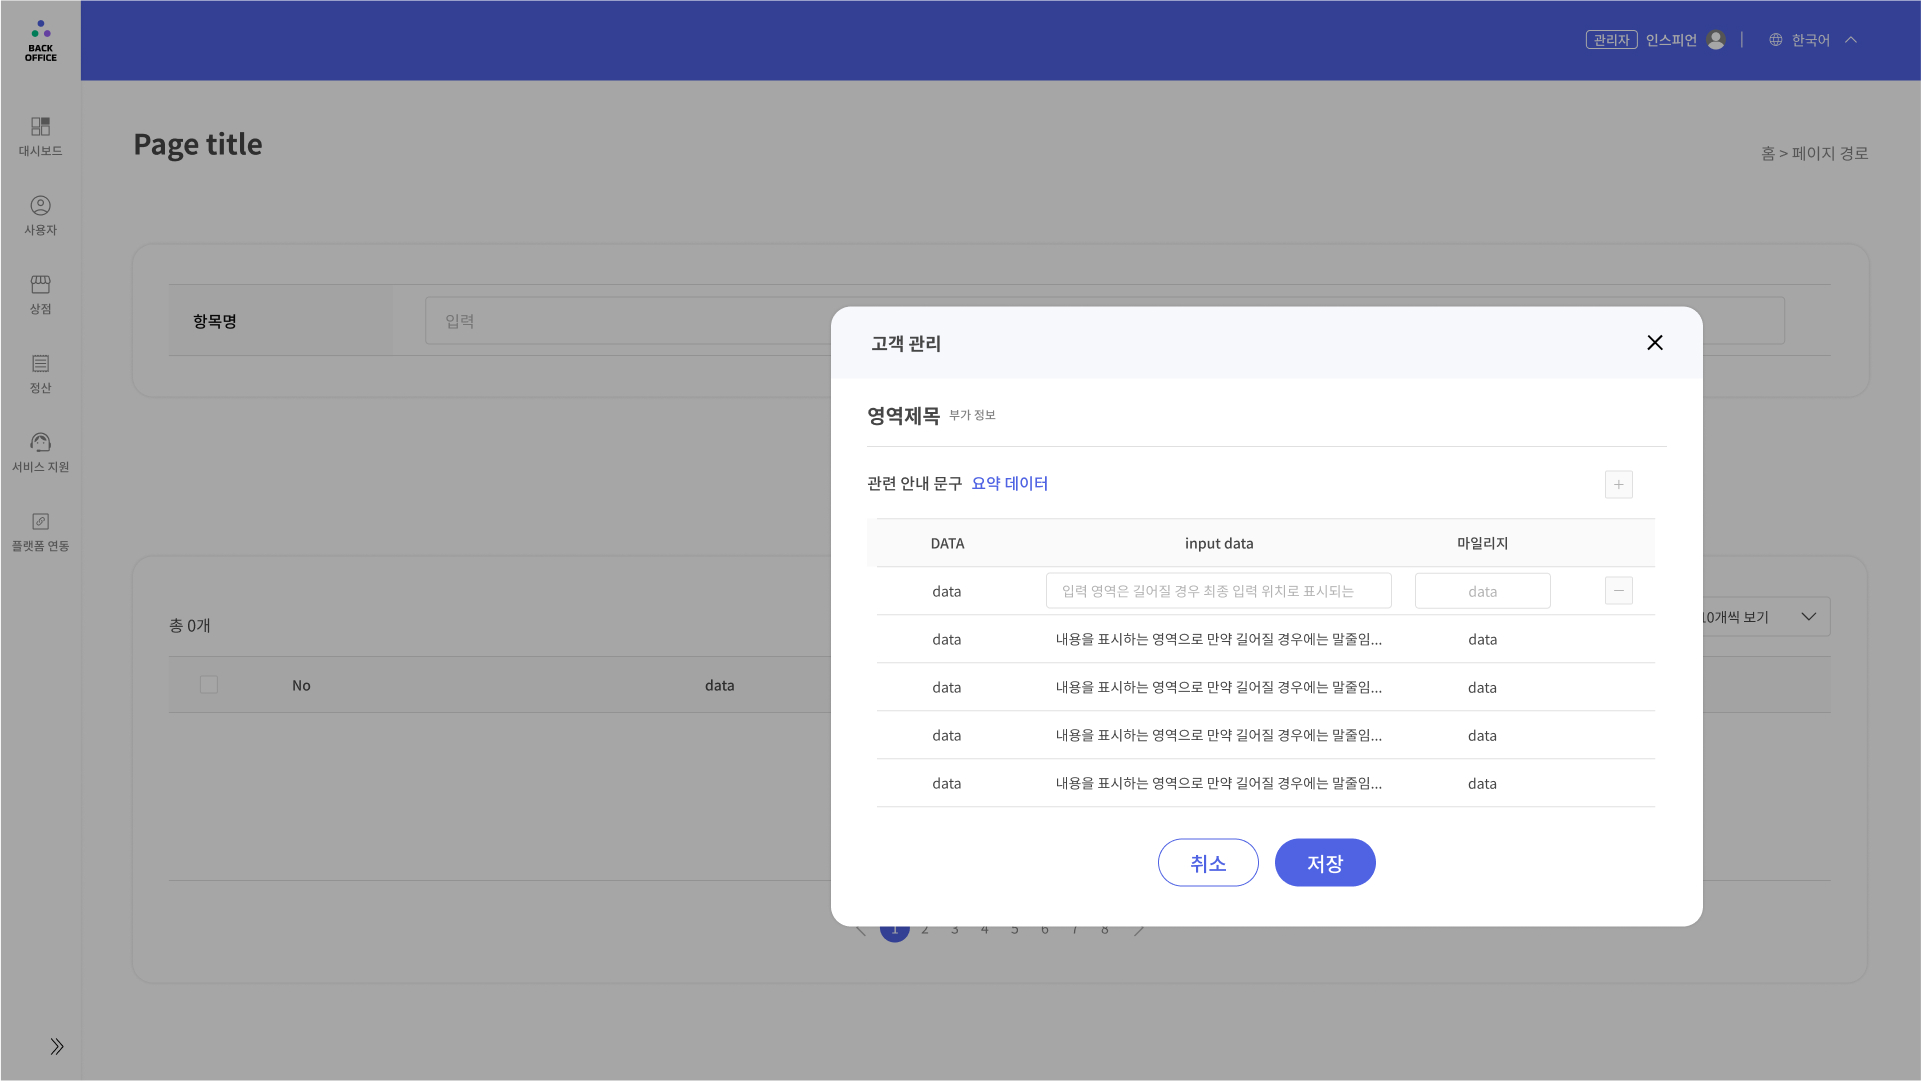 BACK
OFFICE
관리자 인스피언 한국어
대시보드
사용자
상점
정산
서비스 지원
플랫폼 연동
Page title
홈 > 페이지 경로
항목명 입력
고객 관리
영역제목 부가 정보
관련 안내 문구 요약 데이터
DATA input data 마일리지
data 입력 영역은 길어질 경우 최종 입력 위치로 표시되는 data
data 내용을 표시하는 영역으로 만약 길어질 경우에는 말줄임... data
data 내용을 표시하는 영역으로 만약 길어질 경우에는 말줄임... data
data 내용을 표시하는 영역으로 만약 길어질 경우에는 말줄임... data
data 내용을 표시하는 영역으로 만약 길어질 경우에는 말줄임... data
취소 저장
총 0개
10개씩 보기
No data
1 2 3 4 5 6 7 8